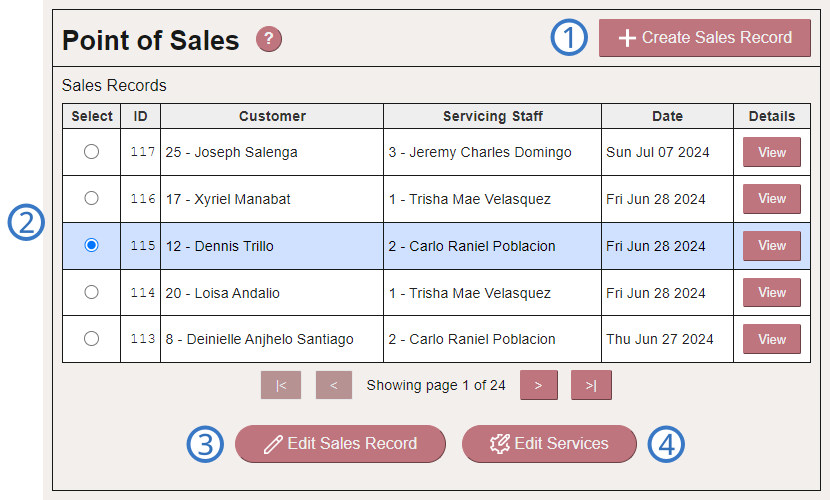 Point of Sales ? 1 + Create Sales Record
Sales Records
Select ID Customer Servicing Staff Date Details
117 25 - Joseph Salenga 3 - Jeremy Charles Domingo Sun Jul 07 2024 View
116 17 - Xyriel Manabat 1 - Trisha Mae Velasquez Fri Jun 28 2024 View
2 115 12 - Dennis Trillo 2 - Carlo Raniel Poblacion Fri Jun 28 2024 View
114 20 - Loisa Andalio 1 - Trisha Mae Velasquez Fri Jun 28 2024 View
113 8 - Deinielle Anjhelo Santiago 2 - Carlo Raniel Poblacion Thu Jun 27 2024 View
|< < Showing page 1 of 24 > >|
3 Edit Sales Record Edit Services 4